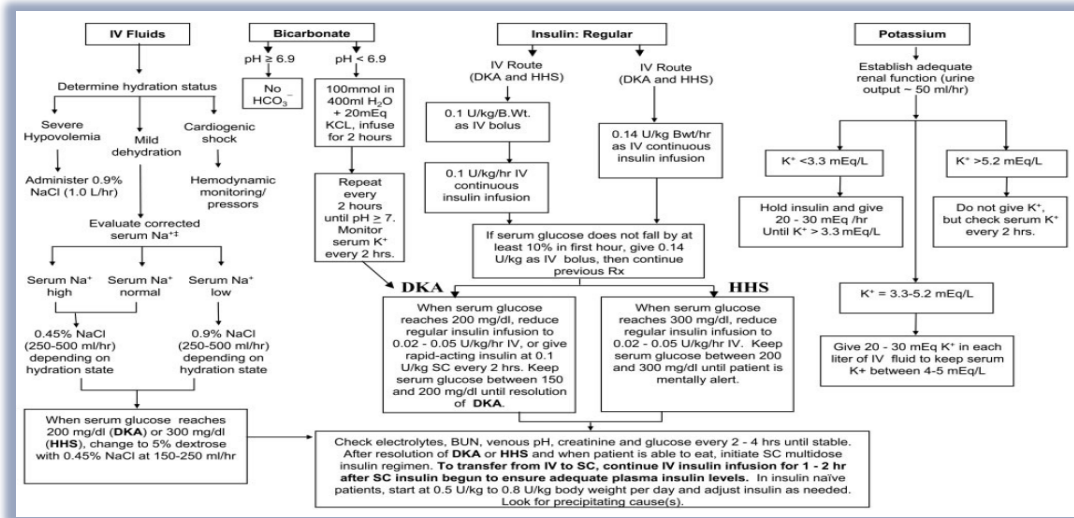 IV Fluids
Determine hydration status
Severe
Hypovolemia
Mild
dehydration
Cardiogenic
shock
Administer 0.9%
NaCl (1.0 L/hr)
Hemodynamic
monitoring/
pressors
Evaluate corrected
serum Na⁺‡
Serum Na⁺
high
Serum Na⁺
normal
Serum Na⁺
low
0.45% NaCl
(250-500 ml/hr)
depending on
hydration state
0.9% NaCl
(250-500 ml/hr)
depending on
hydration state
When serum glucose reaches
200 mg/dl (DKA) or 300 mg/dl
(HHS), change to 5% dextrose
with 0.45% NaCl at 150-250 ml/hr
Bicarbonate
pH ≥ 6.9
pH < 6.9
No
HCO₃⁻
100mmol in
400ml H₂O
+ 20mEq
KCL, infuse
for 2 hours
Repeat
every
2 hours
until pH ≥ 7.
Monitor
serum K⁺
every 2 hrs.
Insulin: Regular
IV Route
(DKA and HHS)
IV Route
(DKA and HHS)
0.1 U/kg/B.Wt.
as IV bolus
0.1 U/kg/hr IV
continuous
insulin infusion
0.14 U/kg Bwt/hr
as IV continuous
insulin infusion
If serum glucose does not fall by at
least 10% in first hour, give 0.14
U/kg as IV bolus, then continue
previous Rx
DKA
HHS
When serum glucose
reaches 200 mg/dl, reduce
regular insulin infusion to
0.02 - 0.05 U/kg/hr IV, or give
rapid-acting insulin at 0.1
U/kg SC every 2 hrs. Keep
serum glucose between 150
and 200 mg/dl until resolution
of DKA.
When serum glucose
reaches 300 mg/dl, reduce
regular insulin infusion to
0.02 - 0.05 U/kg/hr IV. Keep
serum glucose between 200
and 300 mg/dl until patient is
mentally alert.
Potassium
Establish adequate
renal function (urine
output ~ 50 ml/hr)
K⁺ <3.3 mEq/L
K⁺ >5.2 mEq/L
Hold insulin and give
20 - 30 mEq /hr
Until K⁺ > 3.3 mEq/L
Do not give K⁺,
but check serum K⁺
every 2 hrs.
K⁺ = 3.3-5.2 mEq/L
Give 20 - 30 mEq K⁺ in each
liter of IV fluid to keep serum
K+ between 4-5 mEq/L
Check electrolytes, BUN, venous pH, creatinine and glucose every 2 - 4 hrs until stable.
After resolution of DKA or HHS and when patient is able to eat, initiate SC multidose
insulin regimen. To transfer from IV to SC, continue IV insulin infusion for 1 - 2 hr
after SC insulin begun to ensure adequate plasma insulin levels. In insulin naïve
patients, start at 0.5 U/kg to 0.8 U/kg body weight per day and adjust insulin as needed.
Look for precipitating cause(s).